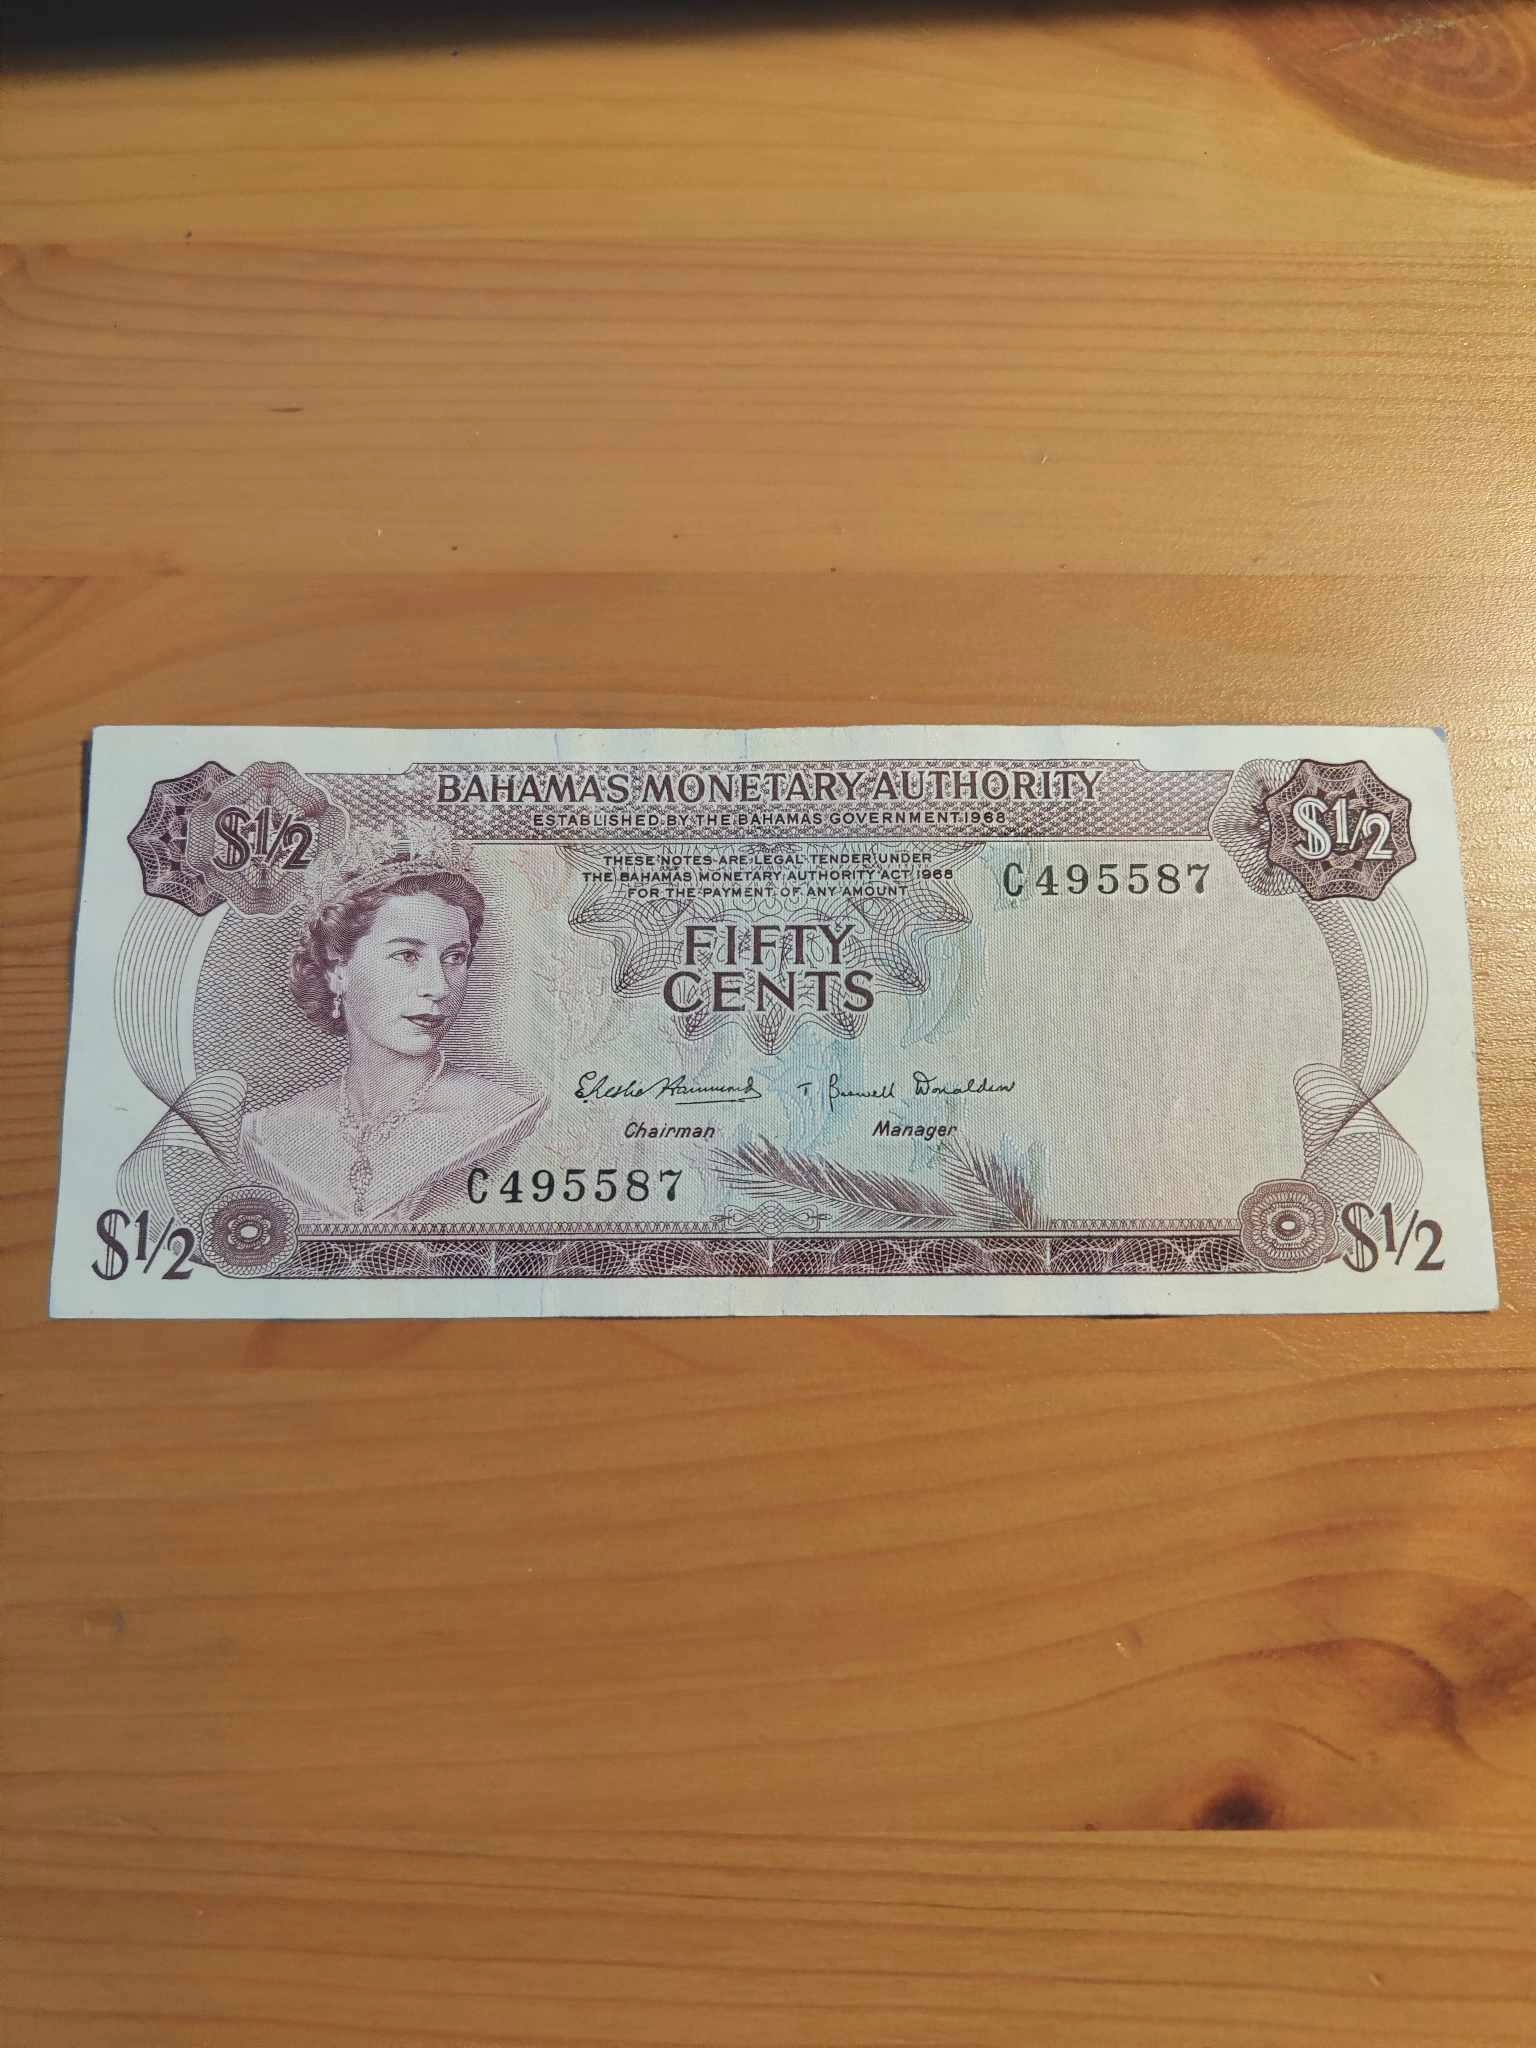 BAHAMAS MONETARY AUTHORITY
ESTABLISHED BY THE BAHAMAS GOVERNMENT 1968
$1/2
$1/2
THESE NOTES ARE LEGAL TENDER UNDER
THE BAHAMAS MONETARY AUTHORITY ACT 1968
FOR THE PAYMENT OF ANY AMOUNT
C495587
FIFTY
CENTS
T Donaldson
Chairman
Manager
C495587
$1/2
$1/2